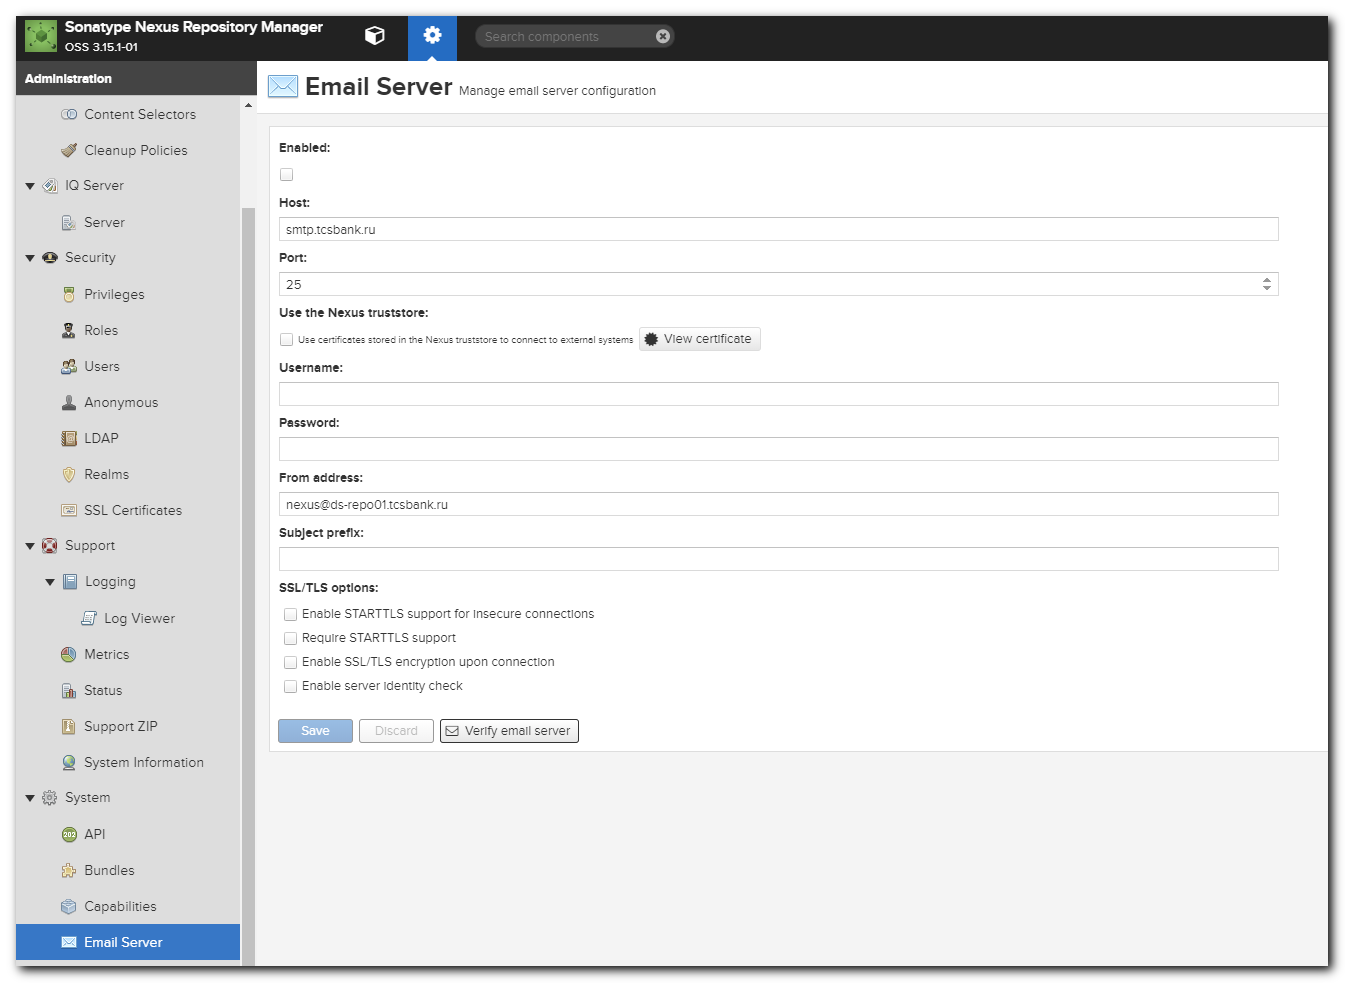 Sonatype Nexus Repository Manager
OSS 3.15.1-01
Search components
Administration
Content Selectors
Cleanup Policies
IQ Server
Server
Security
Privileges
Roles
Users
Anonymous
LDAP
Realms
SSL Certificates
Support
Logging
Log Viewer
Metrics
Status
Support ZIP
System Information
System
API
Bundles
Capabilities
Email Server
Email Server Manage email server configuration
Enabled:
Host:
smtp.tcsbank.ru
Port:
25
Use the Nexus truststore:
Use certificates stored in the Nexus truststore to connect to external systems View certificate
Username:
Password:
From address:
nexus@ds-repo01.tcsbank.ru
Subject prefix:
SSL/TLS options:
Enable STARTTLS support for insecure connections
Require STARTTLS support
Enable SSL/TLS encryption upon connection
Enable server identity check
Save Discard Verify email server